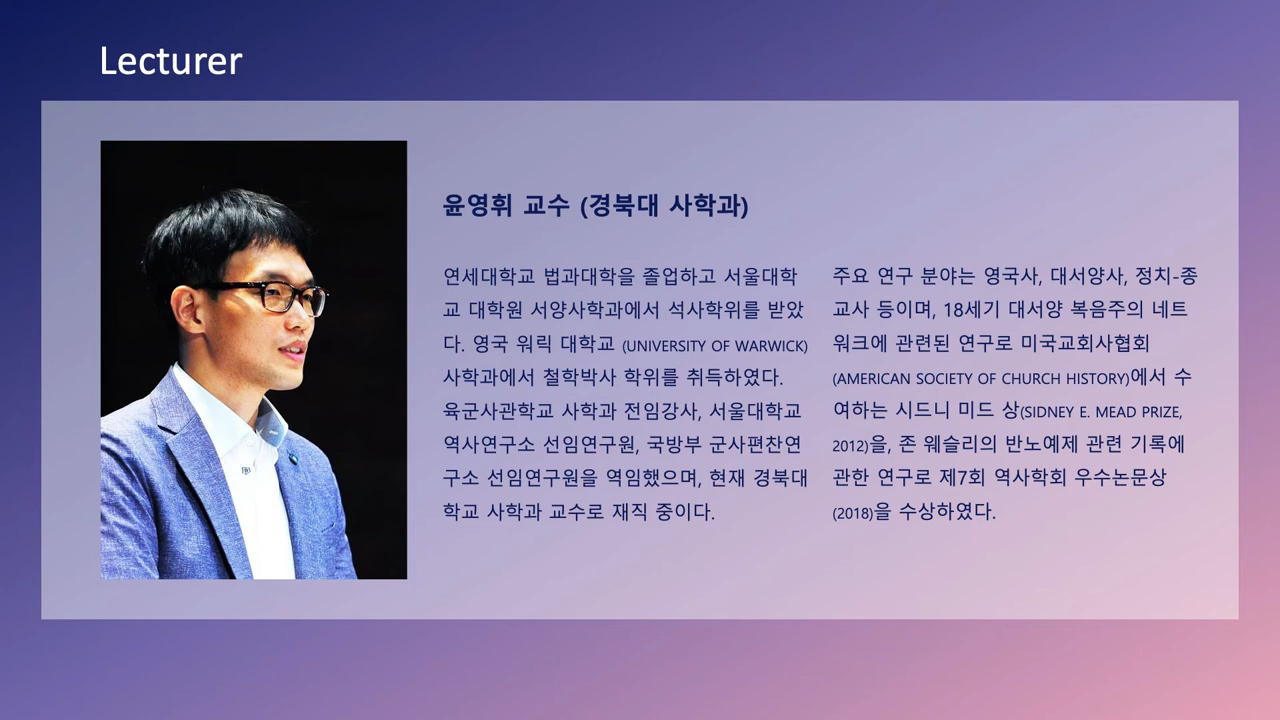 Lecturer
윤영휘 교수 (경북대 사학과)
연세대학교 법과대학을 졸업하고 서울대학
교 대학원 서양사학과에서 석사학위를 받았
다. 영국 워릭 대학교 (UNIVERSITY OF WARWICK)
사학과에서 철학박사 학위를 취득하였다.
육군사관학교 사학과 전임강사, 서울대학교
역사연구소 선임연구원, 국방부 군사편찬연
구소 선임연구원을 역임했으며, 현재 경북대
학교 사학과 교수로 재직 중이다.
주요 연구 분야는 영국사, 대서양사, 정치-종
교사 등이며, 18세기 대서양 복음주의 네트
워크에 관련된 연구로 미국교회사협회
(AMERICAN SOCIETY OF CHURCH HISTORY)에서 수
여하는 시드니 미드 상(SIDNEY E. MEAD PRIZE,
2012)을, 존 웨슬리의 반노예제 관련 기록에
관한 연구로 제7회 역사학회 우수논문상
(2018)을 수상하였다.